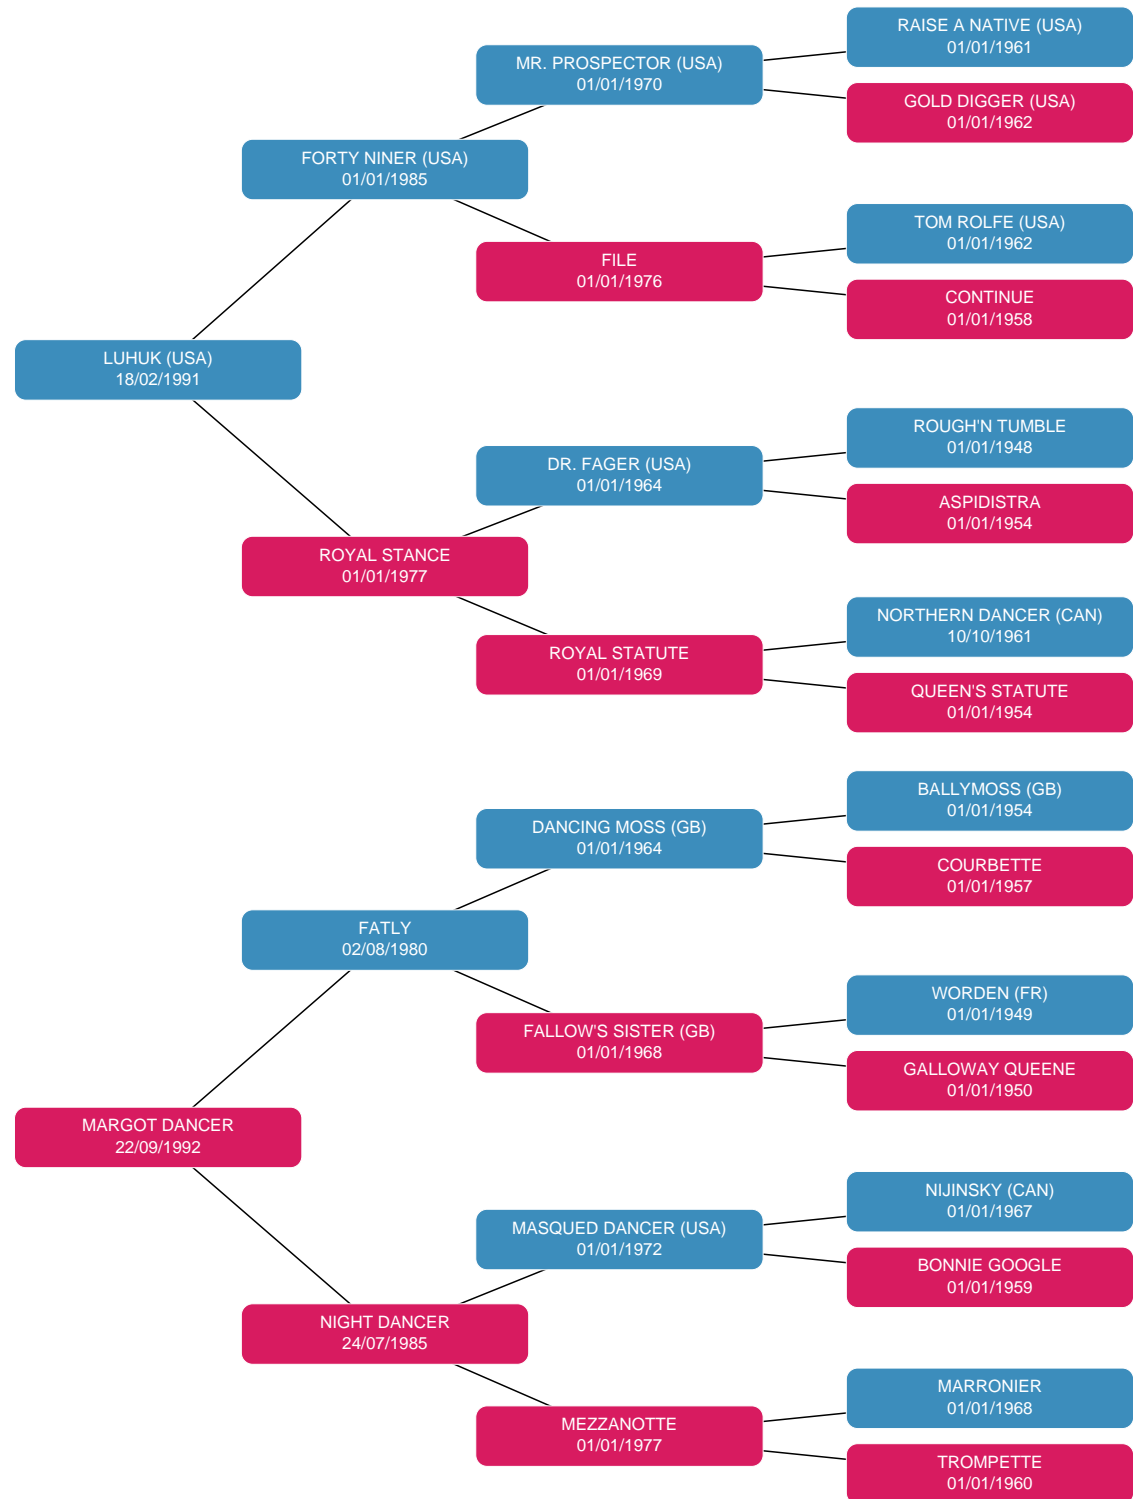 RAISE A NATIVE (USA)
01/01/1961
MR. PROSPECTOR (USA)
01/01/1970
GOLD DIGGER (USA)
01/01/1962
FORTY NINER (USA)
01/01/1985
TOM ROLFE (USA)
01/01/1962
FILE
01/01/1976
CONTINUE
01/01/1958
LUHUK (USA)
18/02/1991
ROUGH'N TUMBLE
01/01/1948
DR. FAGER (USA)
01/01/1964
ASPIDISTRA
01/01/1954
ROYAL STANCE
01/01/1977
NORTHERN DANCER (CAN)
10/10/1961
ROYAL STATUTE
01/01/1969
QUEEN'S STATUTE
01/01/1954
BALLYMOSS (GB)
01/01/1954
DANCING MOSS (GB)
01/01/1964
COURBETTE
01/01/1957
FATLY
02/08/1980
WORDEN (FR)
01/01/1949
FALLOW'S SISTER (GB)
01/01/1968
GALLOWAY QUEENE
01/01/1950
MARGOT DANCER
22/09/1992
NIJINSKY (CAN)
01/01/1967
MASQUED DANCER (USA)
01/01/1972
BONNIE GOOGLE
01/01/1959
NIGHT DANCER
24/07/1985
MARRONIER
01/01/1968
MEZZANOTTE
01/01/1977
TROMPETTE
01/01/1960